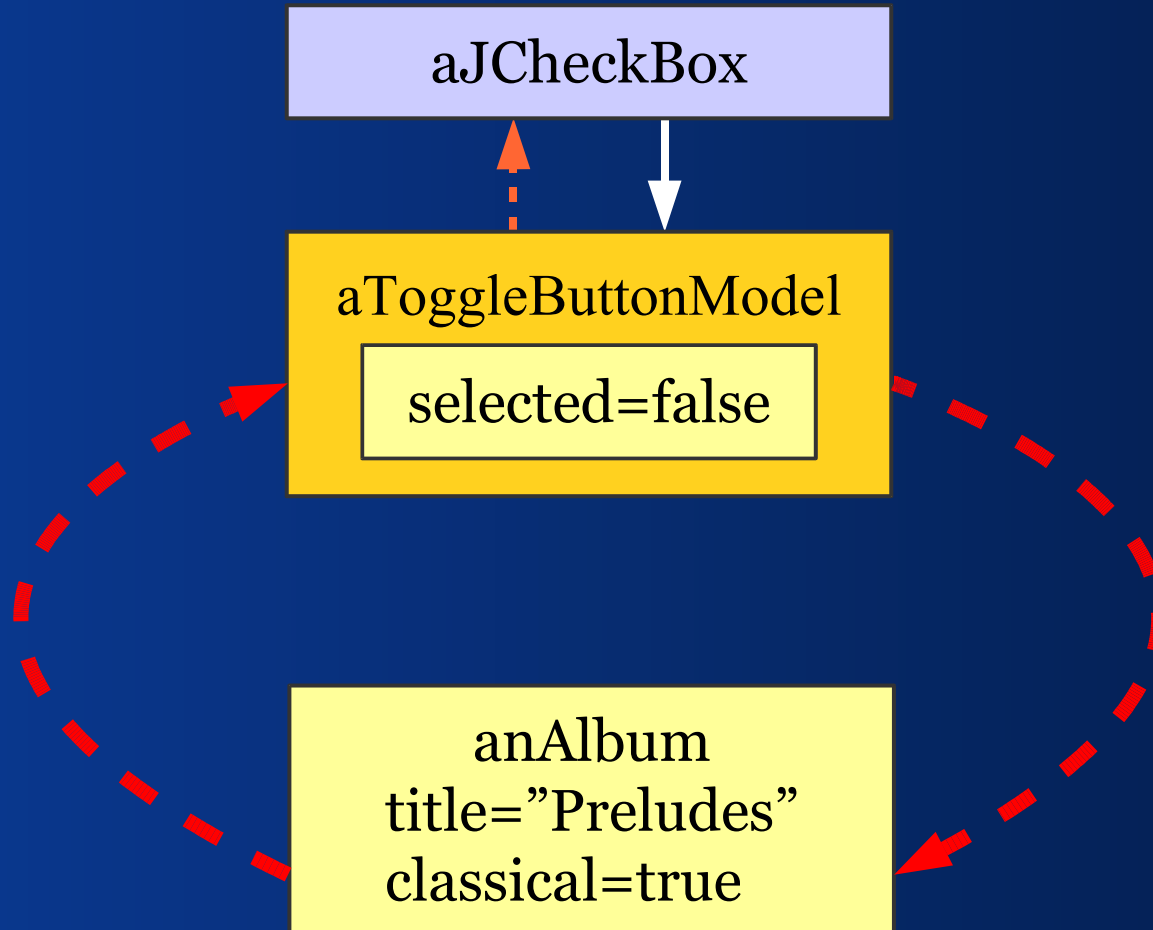 aJCheckBox
aToggleButtonModel
selected=false
anAlbum
title=”Preludes”
classical=true